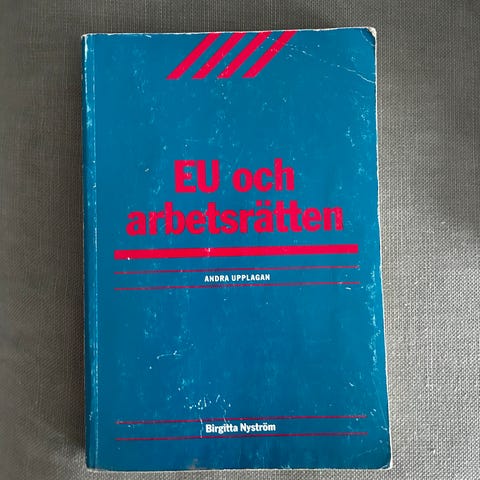 EU och
arbetsrätten
ANDRA UPPLAGAN
Birgitta Nyström